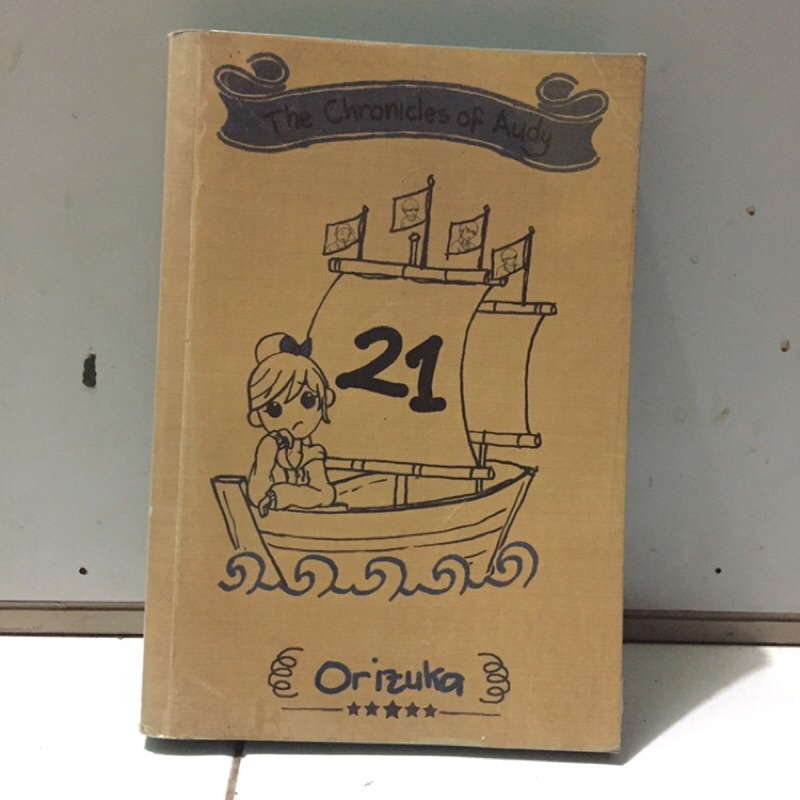 The Chronicles of Audy
21
Orizuka